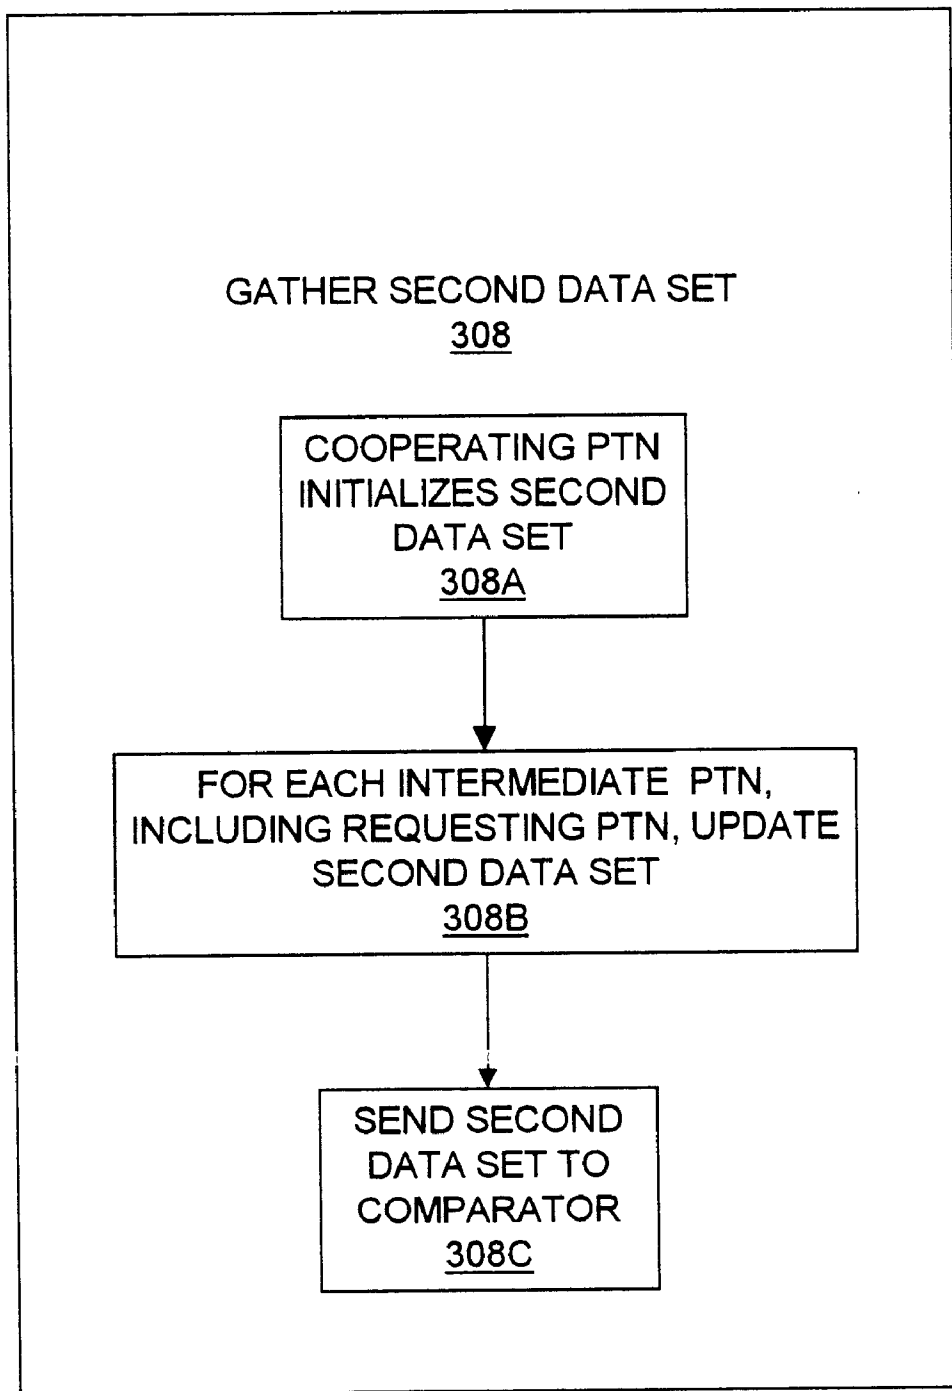 GATHER SECOND DATA SET
308
COOPERATING PTN
INITIALIZES SECOND
DATA SET
308A
FOR EACH INTERMEDIATE PTN,
INCLUDING REQUESTING PTN, UPDATE
SECOND DATA SET
308B
SEND SECOND
DATA SET TO
COMPARATOR
308C